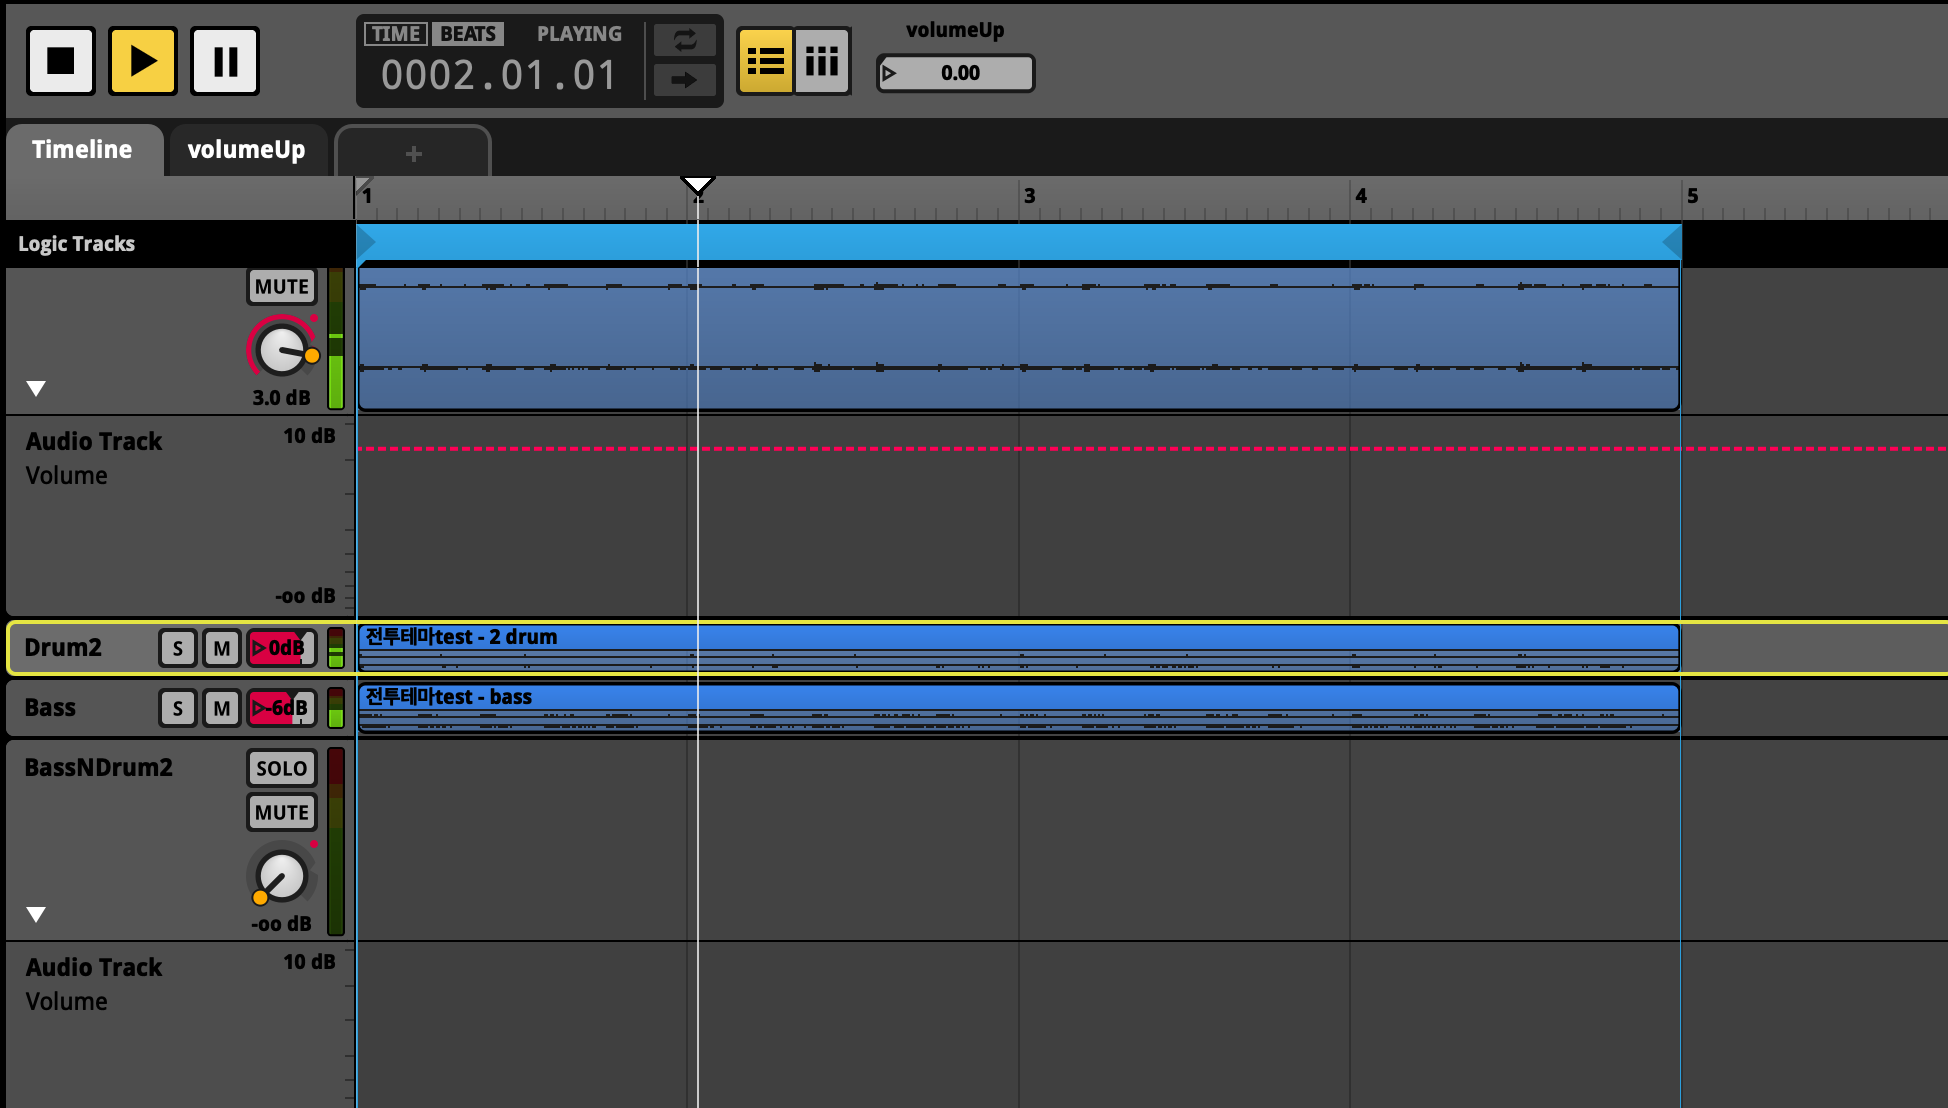 TIME BEATS PLAYING
0002.01.01
volumeUp
0.00
Timeline
volumeUp
+
1 2 3 4 5
Logic Tracks
MUTE
3.0 dB
Audio Track
10 dB
Volume
-oo dB
Drum2
S M 0dB
전투테마test - 2 drum
Bass
S M -6dB
전투테마test - bass
BassNDrum2
SOLO
MUTE
-oo dB
Audio Track
10 dB
Volume